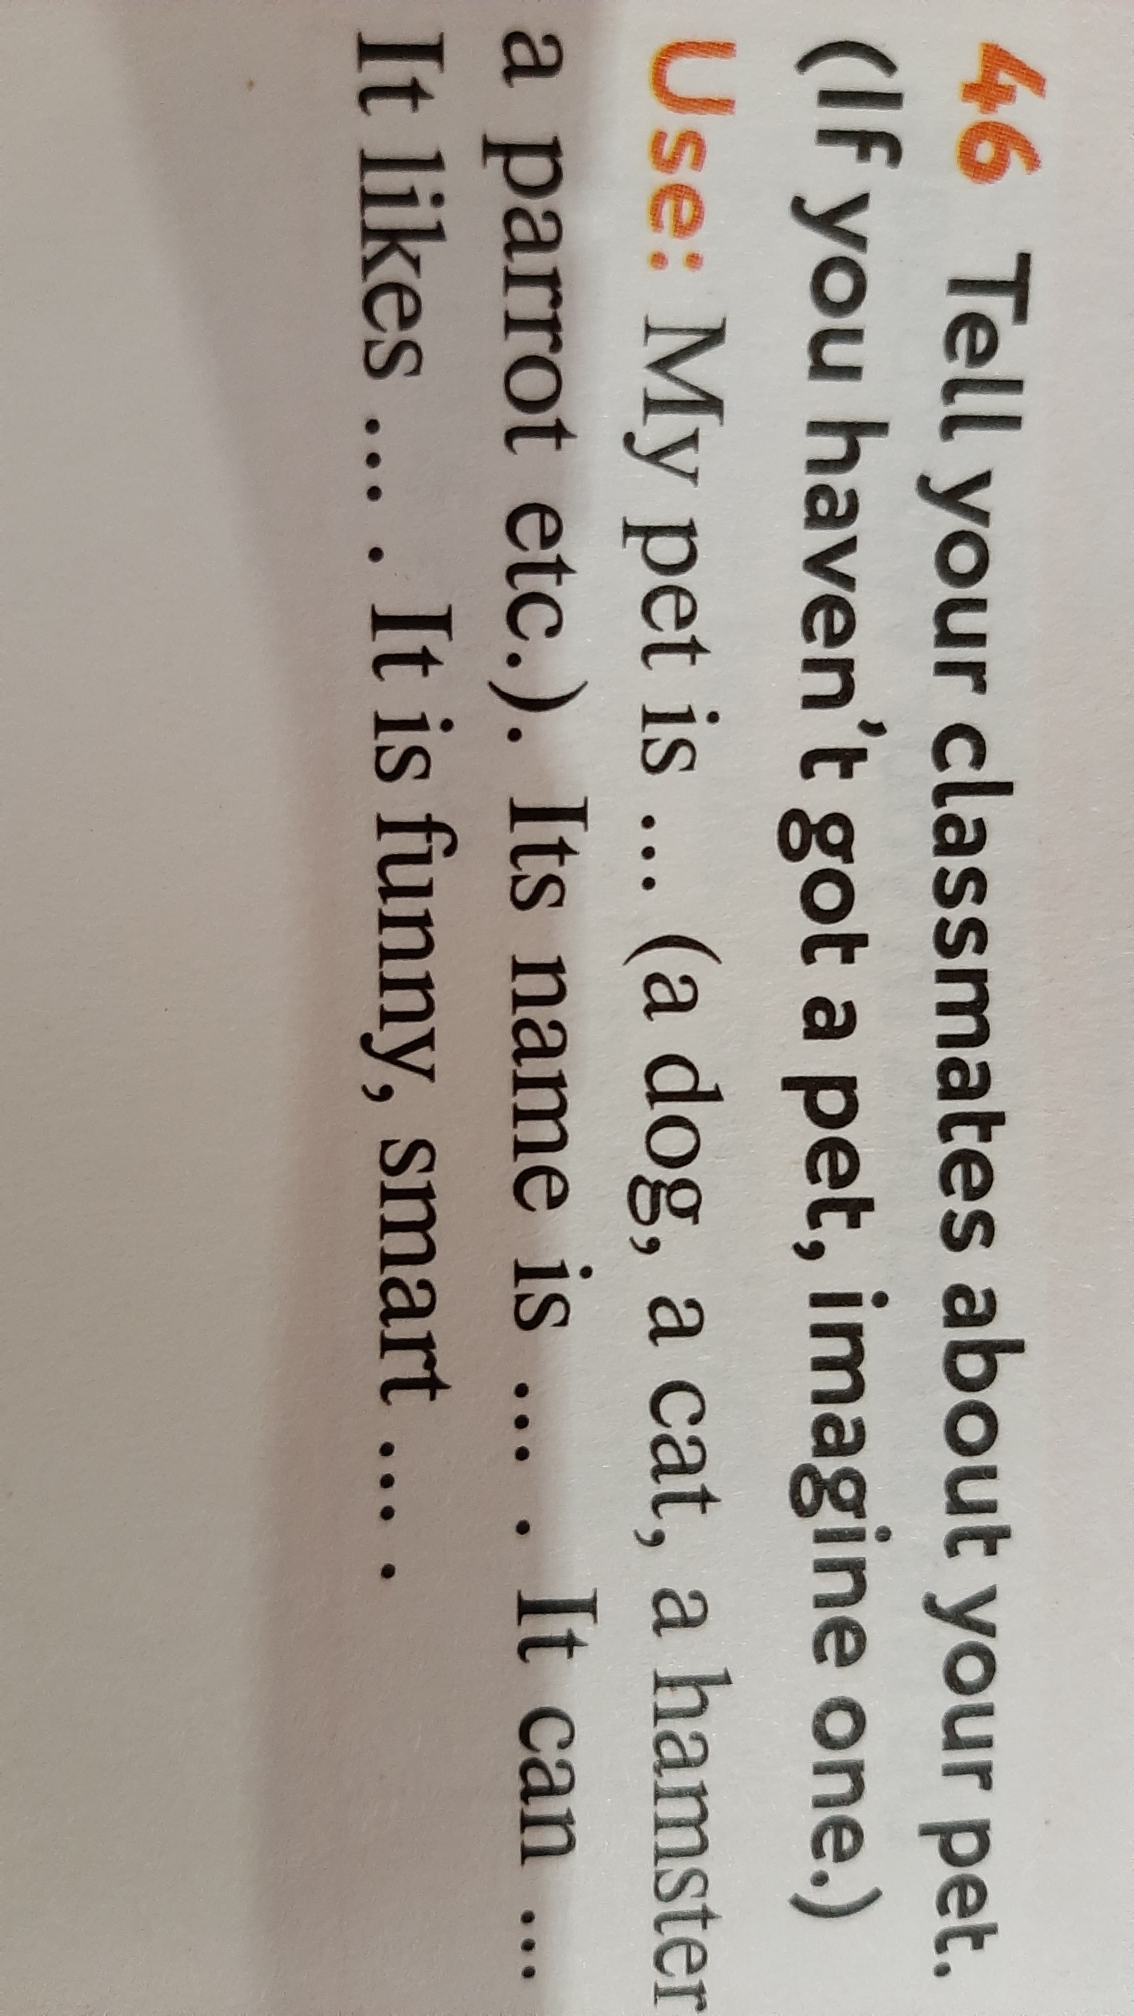 46 Tell your classmates about your pet.
(If you haven't got a pet, imagine one.)
Use: My pet is ... (a dog, a cat, a hamster
a parrot etc.). Its name is ... . It can ...
It likes ... . It is funny, smart ... .